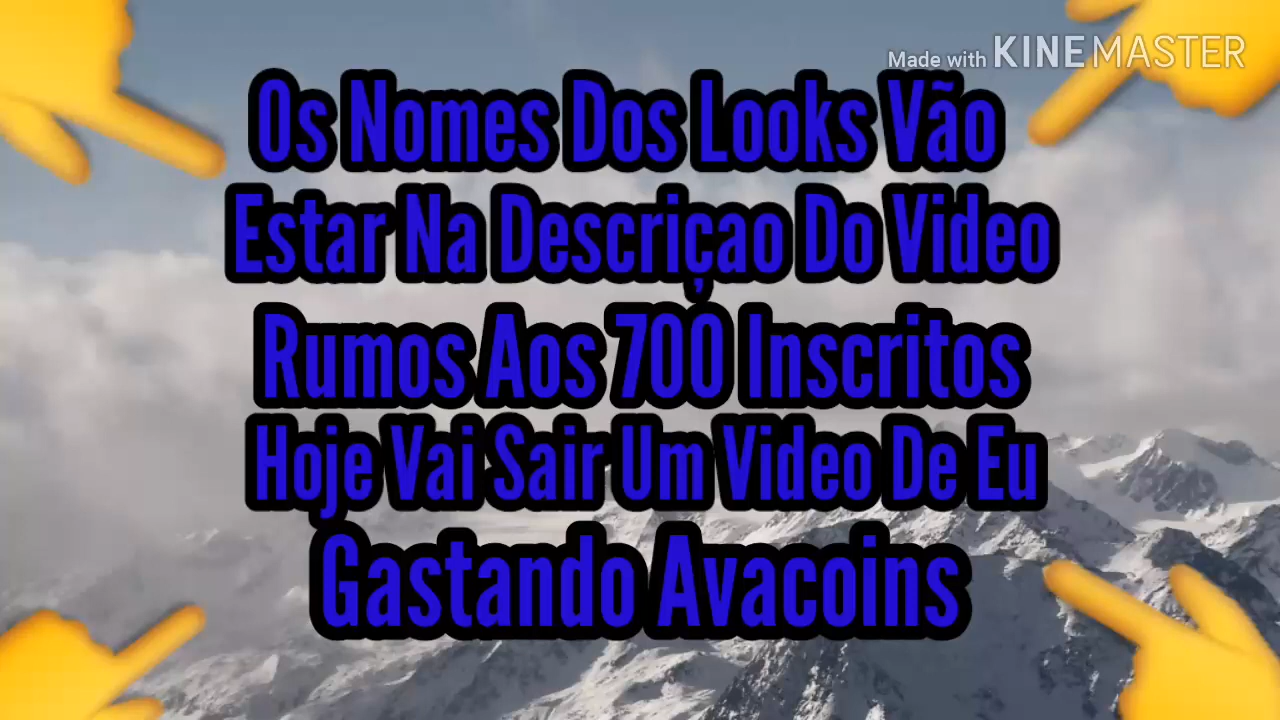 Made with KINEMASTER
Os Nomes Dos Looks Vão
Estar Na Descriçao Do Video
Rumos Aos 700 Inscritos
Hoje Vai Sair Um Video De Eu
Gastando Avacoins